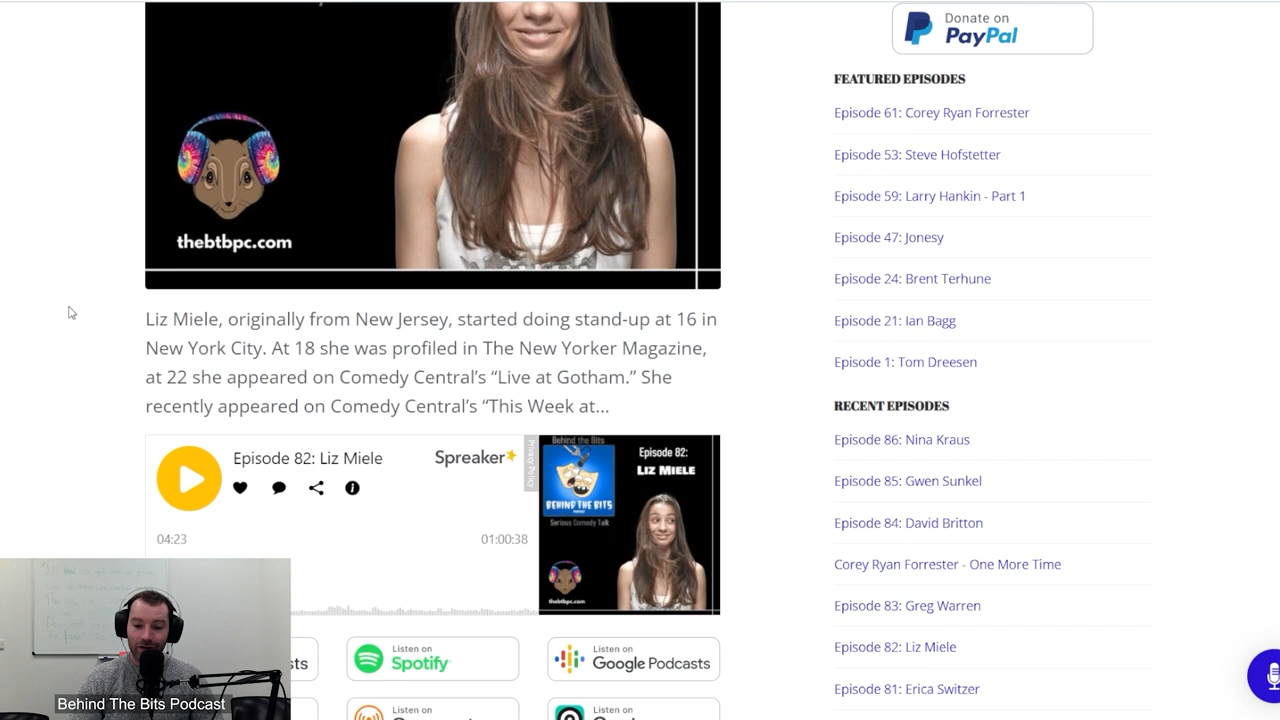 Donate on
PayPal
thebtbpc.com
Liz Miele, originally from New Jersey, started doing stand-up at 16 in
New York City. At 18 she was profiled in The New Yorker Magazine,
at 22 she appeared on Comedy Central's “Live at Gotham.” She
recently appeared on Comedy Central's “This Week at...
Episode 82: Liz Miele
Spreaker
Privacy Policy
04:23
01:00:38
Behind the Bits
BEHIND THE BITS
PODCAST
Serious Comedy Talk
Episode 82:
LIZ MIELE
thebtbpc.com
sts
Listen on
Spotify
Listen on
Google Podcasts
Listen on
Listen on
FEATURED EPISODES
Episode 61: Corey Ryan Forrester
Episode 53: Steve Hofstetter
Episode 59: Larry Hankin - Part 1
Episode 47: Jonesy
Episode 24: Brent Terhune
Episode 21: Ian Bagg
Episode 1: Tom Dreesen
RECENT EPISODES
Episode 86: Nina Kraus
Episode 85: Gwen Sunkel
Episode 84: David Britton
Corey Ryan Forrester - One More Time
Episode 83: Greg Warren
Episode 82: Liz Miele
Episode 81: Erica Switzer
Behind The Bits Podcast